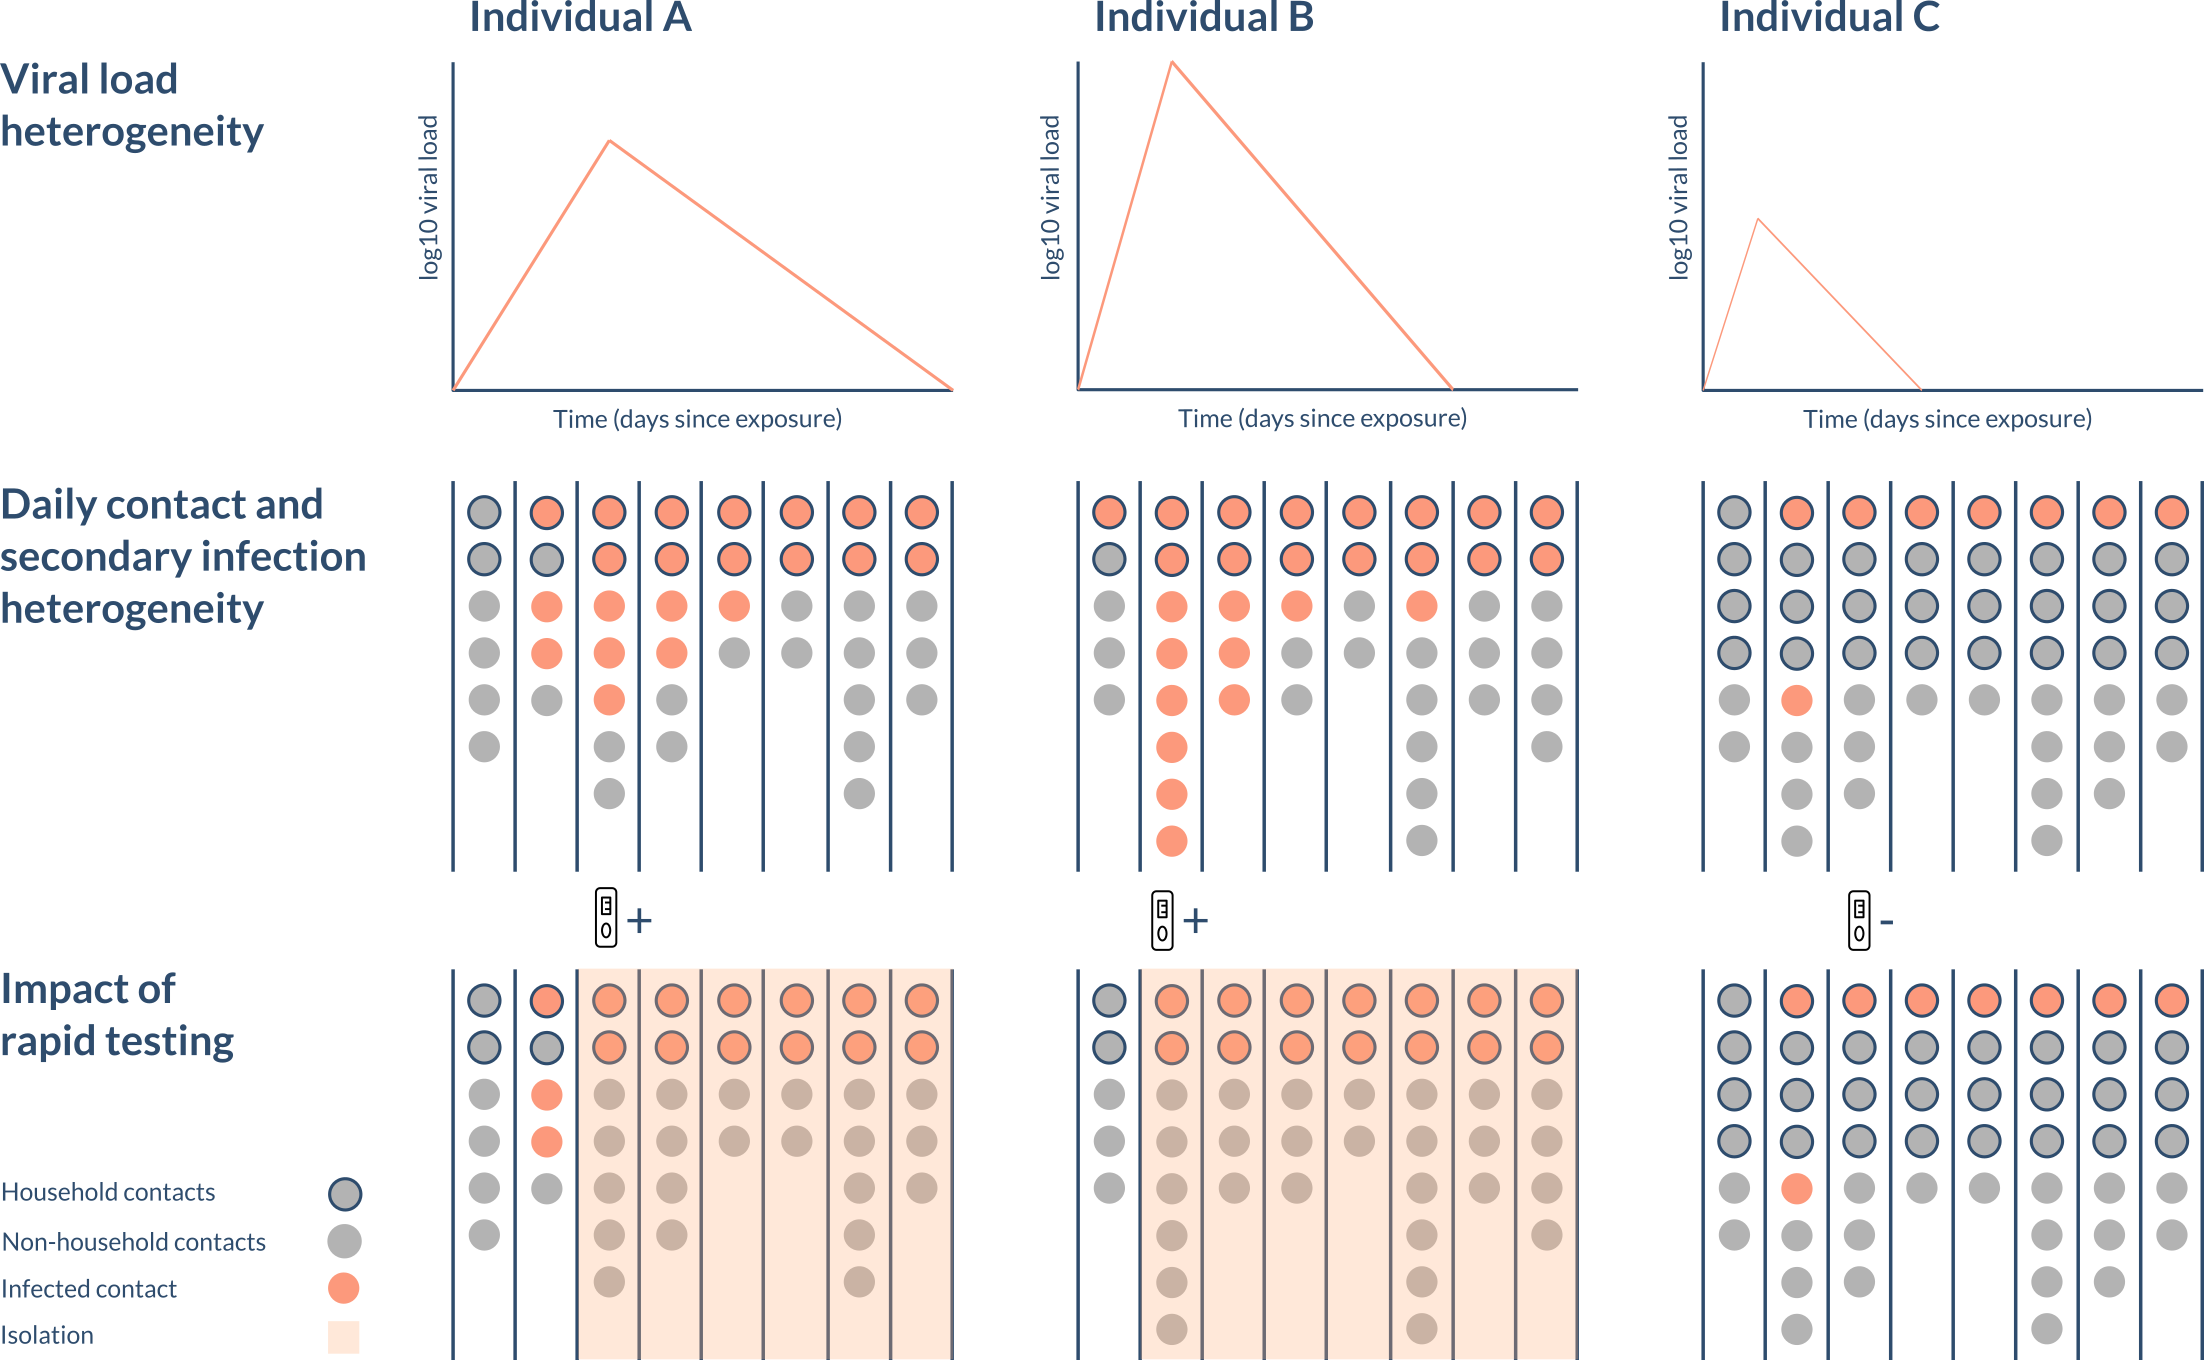 Individual A
Individual B
Individual C
Viral load
heterogeneity
log10 viral load
log10 viral load
log10 viral load
Time (days since exposure)
Time (days since exposure)
Time (days since exposure)
Daily contact and
secondary infection
heterogeneity
+
+
-
Impact of
rapid testing
Household contacts
Non-household contacts
Infected contact
Isolation